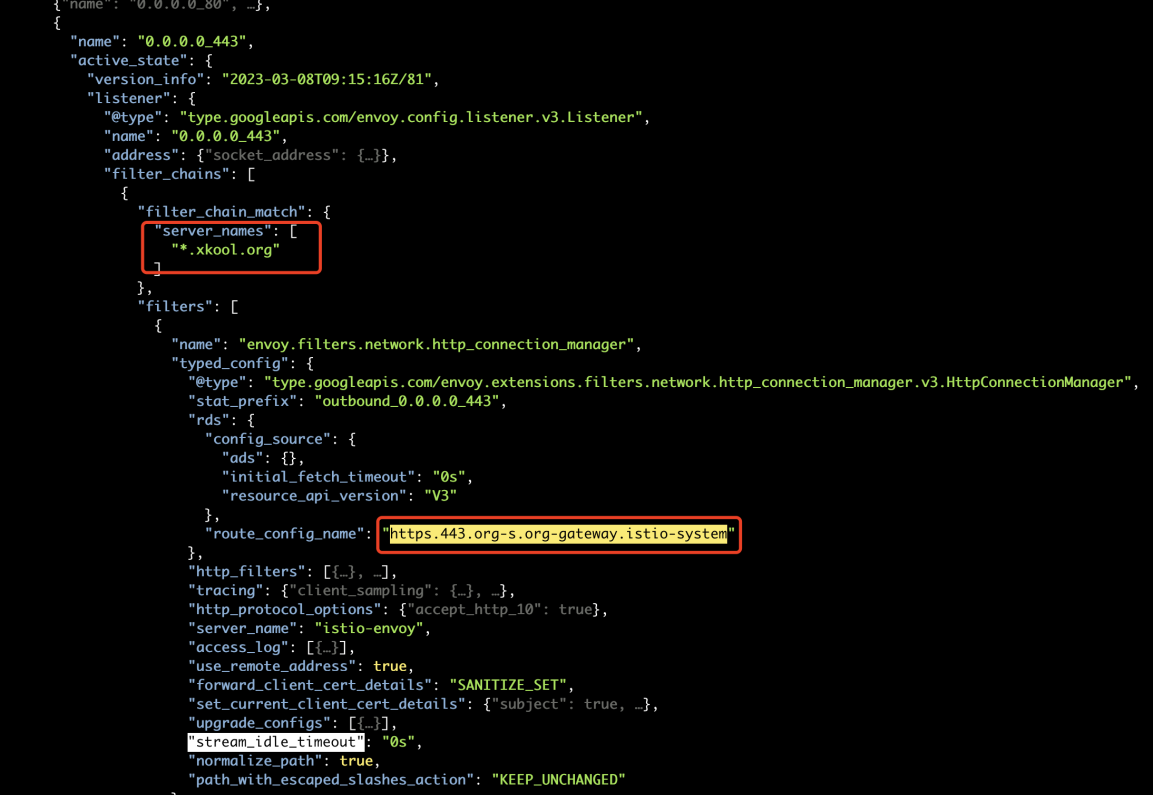 {"name": "0.0.0.0_80", …},
{
"name": "0.0.0.0_443",
"active_state": {
"version_info": "2023-03-08T09:15:16Z/81",
"listener": {
"@type": "type.googleapis.com/envoy.config.listener.v3.Listener",
"name": "0.0.0.0_443",
"address": {"socket_address": {…}},
"filter_chains": [
{
"filter_chain_match": {
"server_names": [
"*.xkool.org"
]
},
"filters": [
{
"name": "envoy.filters.network.http_connection_manager",
"typed_config": {
"@type": "type.googleapis.com/envoy.extensions.filters.network.http_connection_manager.v3.HttpConnectionManager",
"stat_prefix": "outbound_0.0.0.0_443",
"rds": {
"config_source": {
"ads": {},
"initial_fetch_timeout": "0s",
"resource_api_version": "V3"
},
"route_config_name": "https.443.org-s.org-gateway.istio-system"
},
"http_filters": [{…}, …],
"tracing": {"client_sampling": {…}, …},
"http_protocol_options": {"accept_http_10": true},
"server_name": "istio-envoy",
"access_log": [{…}],
"use_remote_address": true,
"forward_client_cert_details": "SANITIZE_SET",
"set_current_client_cert_details": {"subject": true, …},
"upgrade_configs": [{…}],
"stream_idle_timeout": "0s",
"normalize_path": true,
"path_with_escaped_slashes_action": "KEEP_UNCHANGED"